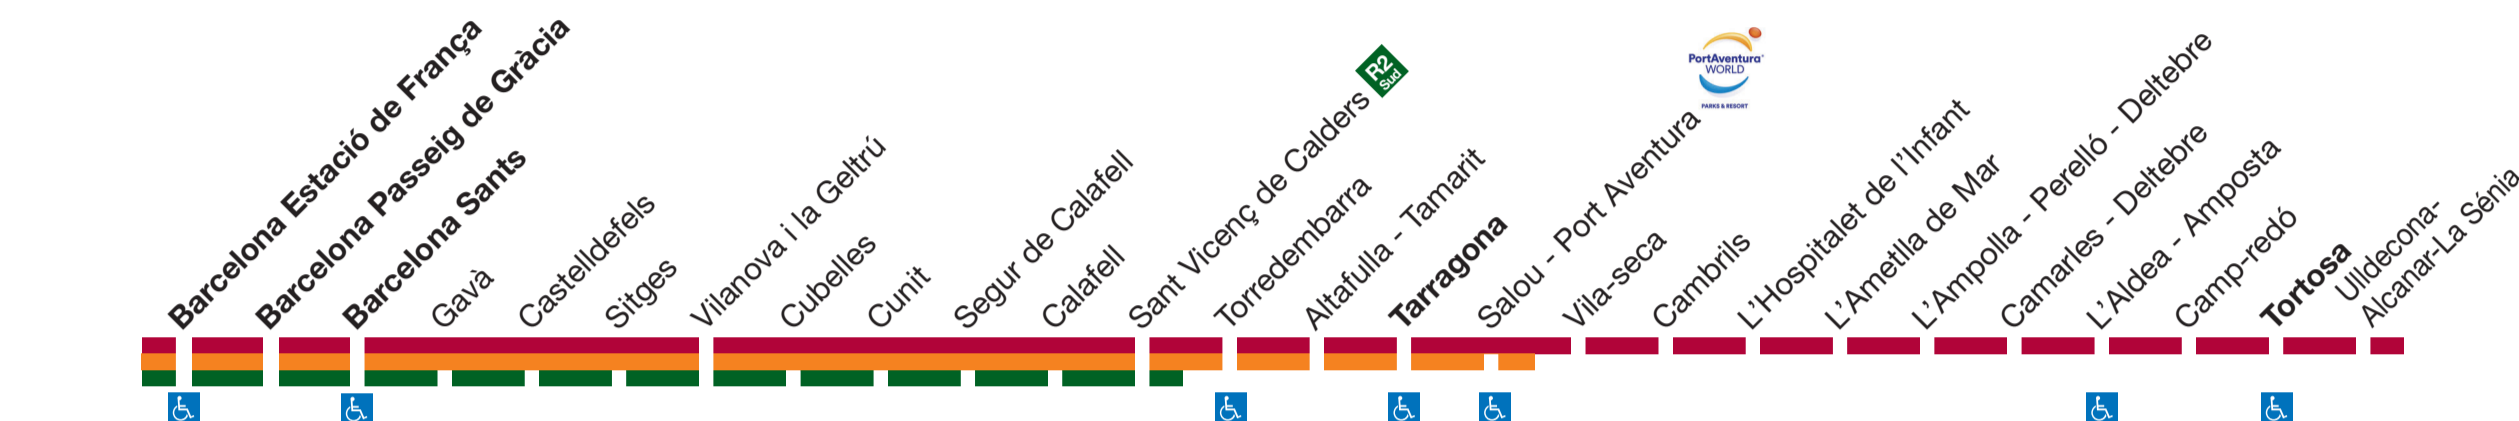 Barcelona Estació de França
Barcelona Passeig de Gràcia
Barcelona Sants
Gavà
Castelldefels
Sitges
Vilanova i la Geltrú
Cubelles
Cunit
Segur de Calafell
Calafell
Sant Vicenç de Calders
R2
Sud
Torredembarra
Altafulla - Tamarit
Tarragona
Salou - Port Aventura
PortAventura
WORLD
PARKS & RESORT
Vila-seca
Cambrils
L'Hospitalet de l'Infant
L'Ametlla de Mar
L'Ampolla - Perelló - Deltebre
Camarles - Deltebre
L'Aldea - Amposta
Camp-redó
Tortosa
Ulldecona-
Alcanar-La Sénia